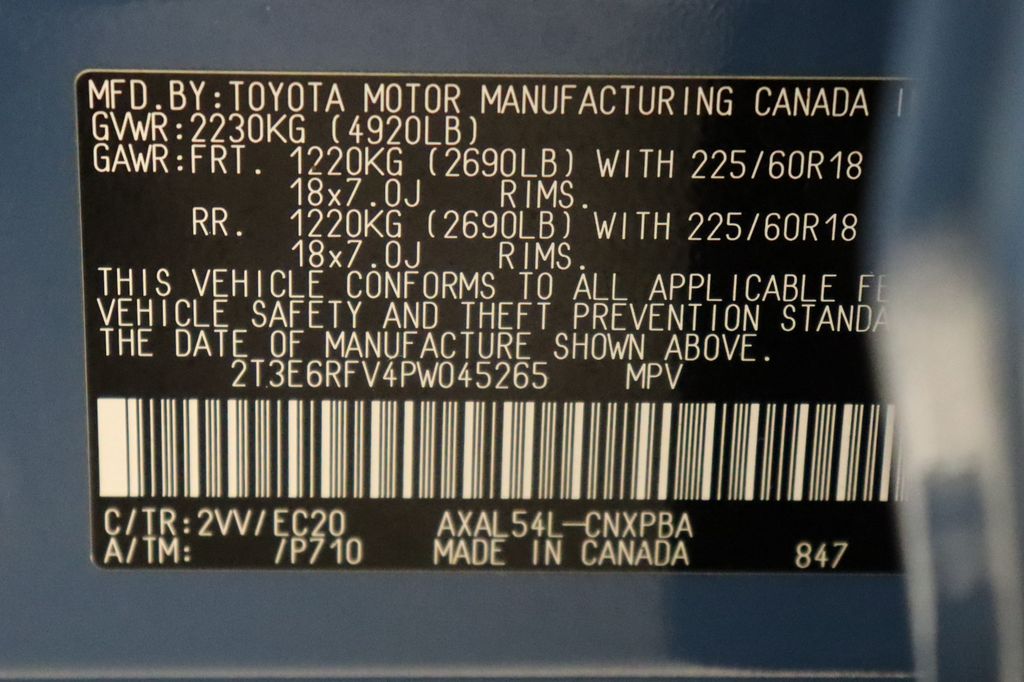 MFD.BY:TOYOTA MOTOR MANUFACTURING CANADA
GVWR:2230KG (4920LB)
GAWR:FRT. 1220KG (2690LB) WITH 225/60R18
18x7.0J RIMS.
RR. 1220KG (2690LB) WITH 225/60R18
18x7.0J RIMS.
THIS VEHICLE CONFORMS TO ALL APPLICABLE
VEHICLE SAFETY AND THEFT PREVENTION
THE DATE OF MANUFACTURE SHOWN ABOVE.
2T3E6RFV4PW045265 MPV
C/TR:2VV/EC20 AXAL54L-CNXPBA
A/TM: /P710 MADE IN CANADA 847